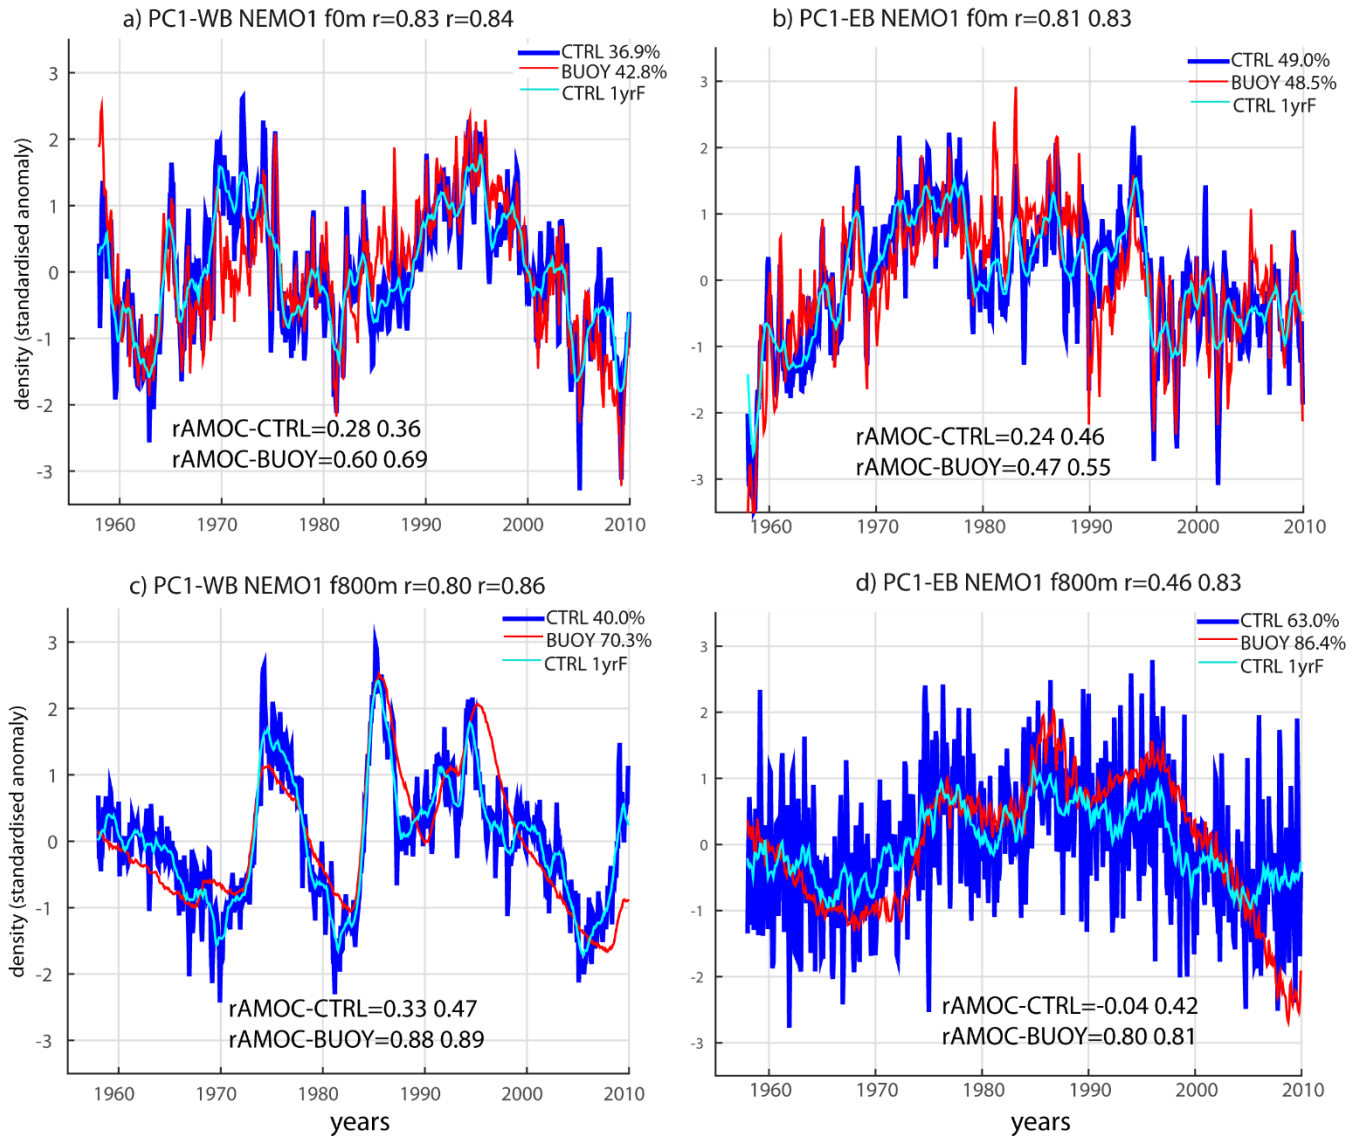 a) PC1-WB NEMO1 f0m r=0.83 r=0.84
CTRL 36.9%
BUOY 42.8%
CTRL 1yrF
3
2
1
0
-1
-2
-3
density (standardised anomaly)
rAMOC-CTRL=0.28 0.36
rAMOC-BUOY=0.60 0.69
1960 1970 1980 1990 2000 2010
b) PC1-EB NEMO1 f0m r=0.81 0.83
CTRL 49.0%
BUOY 48.5%
CTRL 1yrF
3
2
1
0
-1
-2
-3
rAMOC-CTRL=0.24 0.46
rAMOC-BUOY=0.47 0.55
1960 1970 1980 1990 2000 2010
c) PC1-WB NEMO1 f800m r=0.80 r=0.86
CTRL 40.0%
BUOY 70.3%
CTRL 1yrF
3
2
1
0
-1
-2
-3
density (standardised anomaly)
rAMOC-CTRL=0.33 0.47
rAMOC-BUOY=0.88 0.89
1960 1970 1980 1990 2000 2010
years
d) PC1-EB NEMO1 f800m r=0.46 0.83
CTRL 63.0%
BUOY 86.4%
CTRL 1yrF
3
2
1
0
-1
-2
-3
rAMOC-CTRL=-0.04 0.42
rAMOC-BUOY=0.80 0.81
1960 1970 1980 1990 2000 2010
years